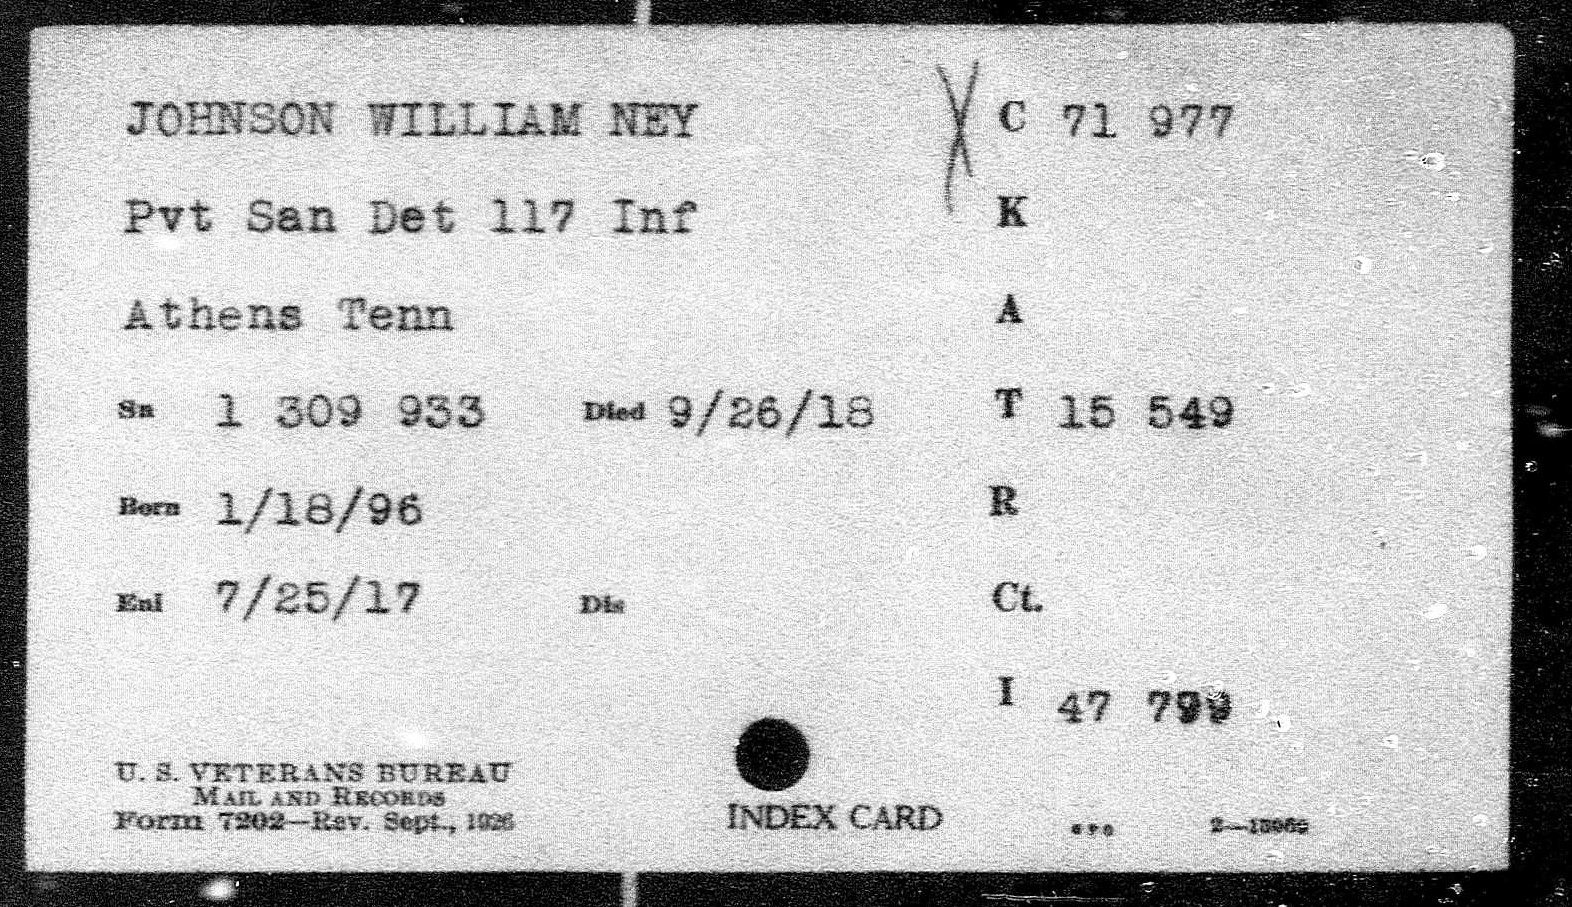 JOHNSON WILLIAM NEY
C 71 977
Pvt San Det 117 Inf
K
Athens Tenn
A
Sn 1 309 933 Died 9/26/18
T 15 549
Born 1/18/96
R
Enl 7/25/17 Dis
Ct.
I 47 799
U. S. VETERANS BUREAU
MAIL AND RECORDS
Form 7202—Rev. Sept., 1926
INDEX CARD
GPO